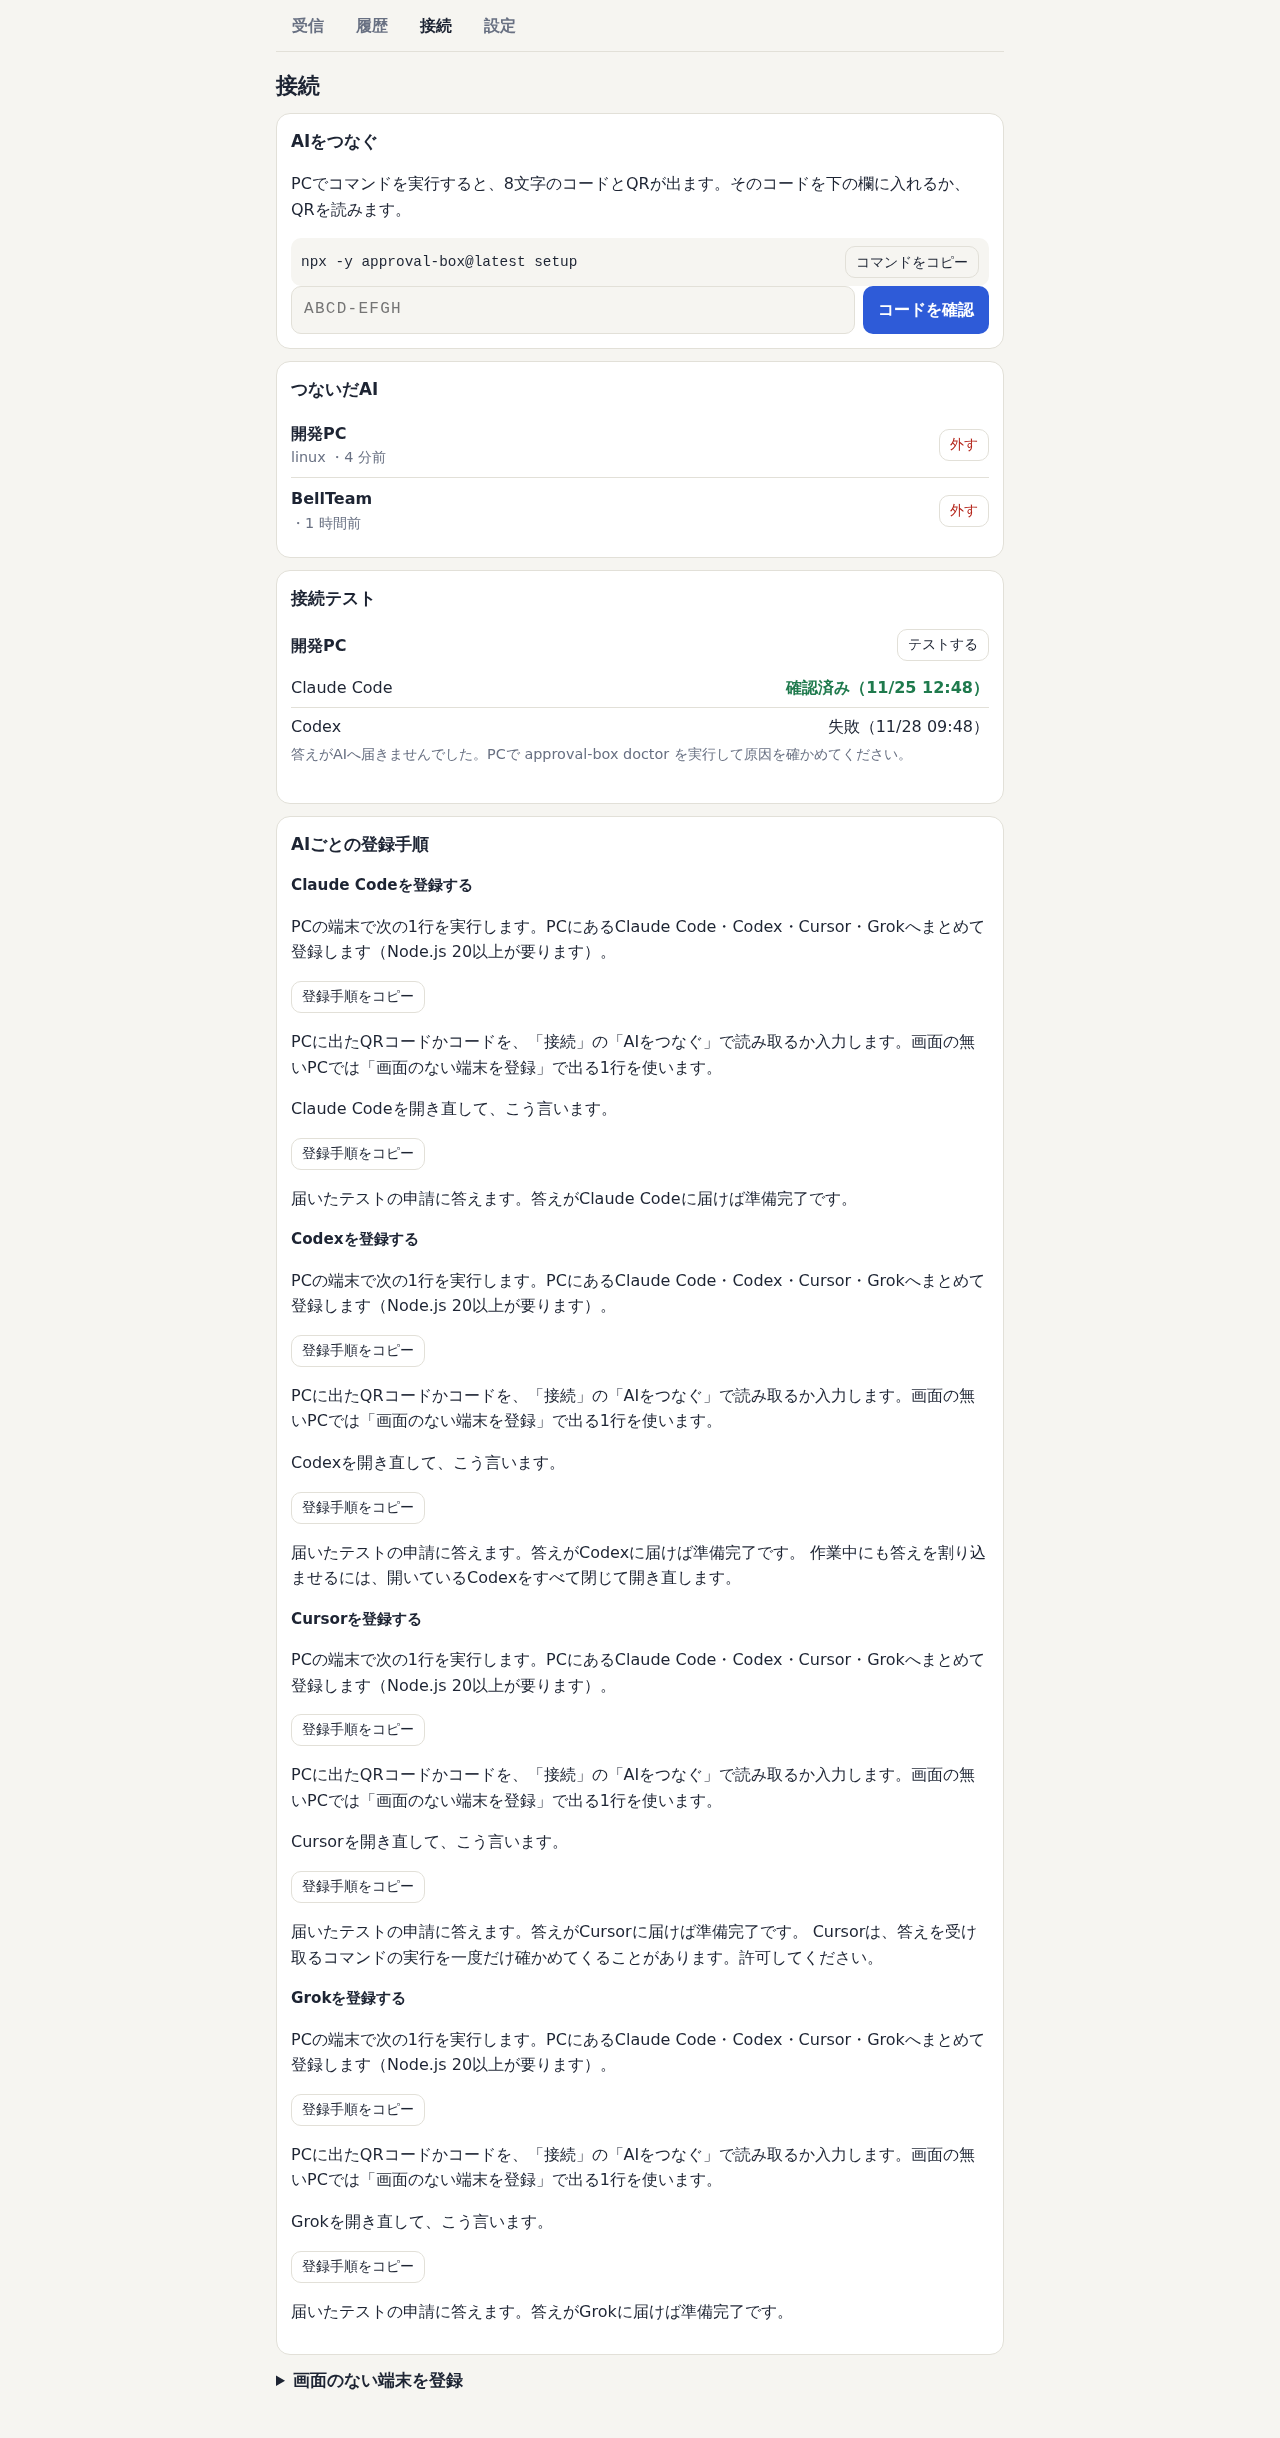 受信 履歴 接続 設定
接続
AIをつなぐ
PCでコマンドを実行すると、8文字のコードとQRが出ます。そのコードを下の欄に入れるか、
QRを読みます。
npx -y approval-box@latest setup コマンドをコピー
ABCD-EFGH コードを確認
つないだAI
開発PC
linux ・4 分前 外す
BellTeam
・1 時間前 外す
接続テスト
開発PC テストする
Claude Code 確認済み（11/25 12:48）
Codex 失敗（11/28 09:48）
答えがAIへ届きませんでした。PCで approval-box doctor を実行して原因を確かめてください。
AIごとの登録手順
Claude Codeを登録する
PCの端末で次の1行を実行します。PCにあるClaude Code・Codex・Cursor・Grokへまとめて
登録します（Node.js 20以上が要ります）。
登録手順をコピー
PCに出たQRコードかコードを、「接続」の「AIをつなぐ」で読み取るか入力します。画面の無
いPCでは「画面のない端末を登録」で出る1行を使います。
Claude Codeを開き直して、こう言います。
登録手順をコピー
届いたテストの申請に答えます。答えがClaude Codeに届けば準備完了です。
Codexを登録する
PCの端末で次の1行を実行します。PCにあるClaude Code・Codex・Cursor・Grokへまとめて
登録します（Node.js 20以上が要ります）。
登録手順をコピー
PCに出たQRコードかコードを、「接続」の「AIをつなぐ」で読み取るか入力します。画面の無
いPCでは「画面のない端末を登録」で出る1行を使います。
Codexを開き直して、こう言います。
登録手順をコピー
届いたテストの申請に答えます。答えがCodexに届けば準備完了です。 作業中にも答えを割り込
ませるには、開いているCodexをすべて閉じて開き直します。
Cursorを登録する
PCの端末で次の1行を実行します。PCにあるClaude Code・Codex・Cursor・Grokへまとめて
登録します（Node.js 20以上が要ります）。
登録手順をコピー
PCに出たQRコードかコードを、「接続」の「AIをつなぐ」で読み取るか入力します。画面の無
いPCでは「画面のない端末を登録」で出る1行を使います。
Cursorを開き直して、こう言います。
登録手順をコピー
届いたテストの申請に答えます。答えがCursorに届けば準備完了です。 Cursorは、答えを受け
取るコマンドの実行を一度だけ確かめてくることがあります。許可してください。
Grokを登録する
PCの端末で次の1行を実行します。PCにあるClaude Code・Codex・Cursor・Grokへまとめて
登録します（Node.js 20以上が要ります）。
登録手順をコピー
PCに出たQRコードかコードを、「接続」の「AIをつなぐ」で読み取るか入力します。画面の無
いPCでは「画面のない端末を登録」で出る1行を使います。
Grokを開き直して、こう言います。
登録手順をコピー
届いたテストの申請に答えます。答えがGrokに届けば準備完了です。
画面のない端末を登録